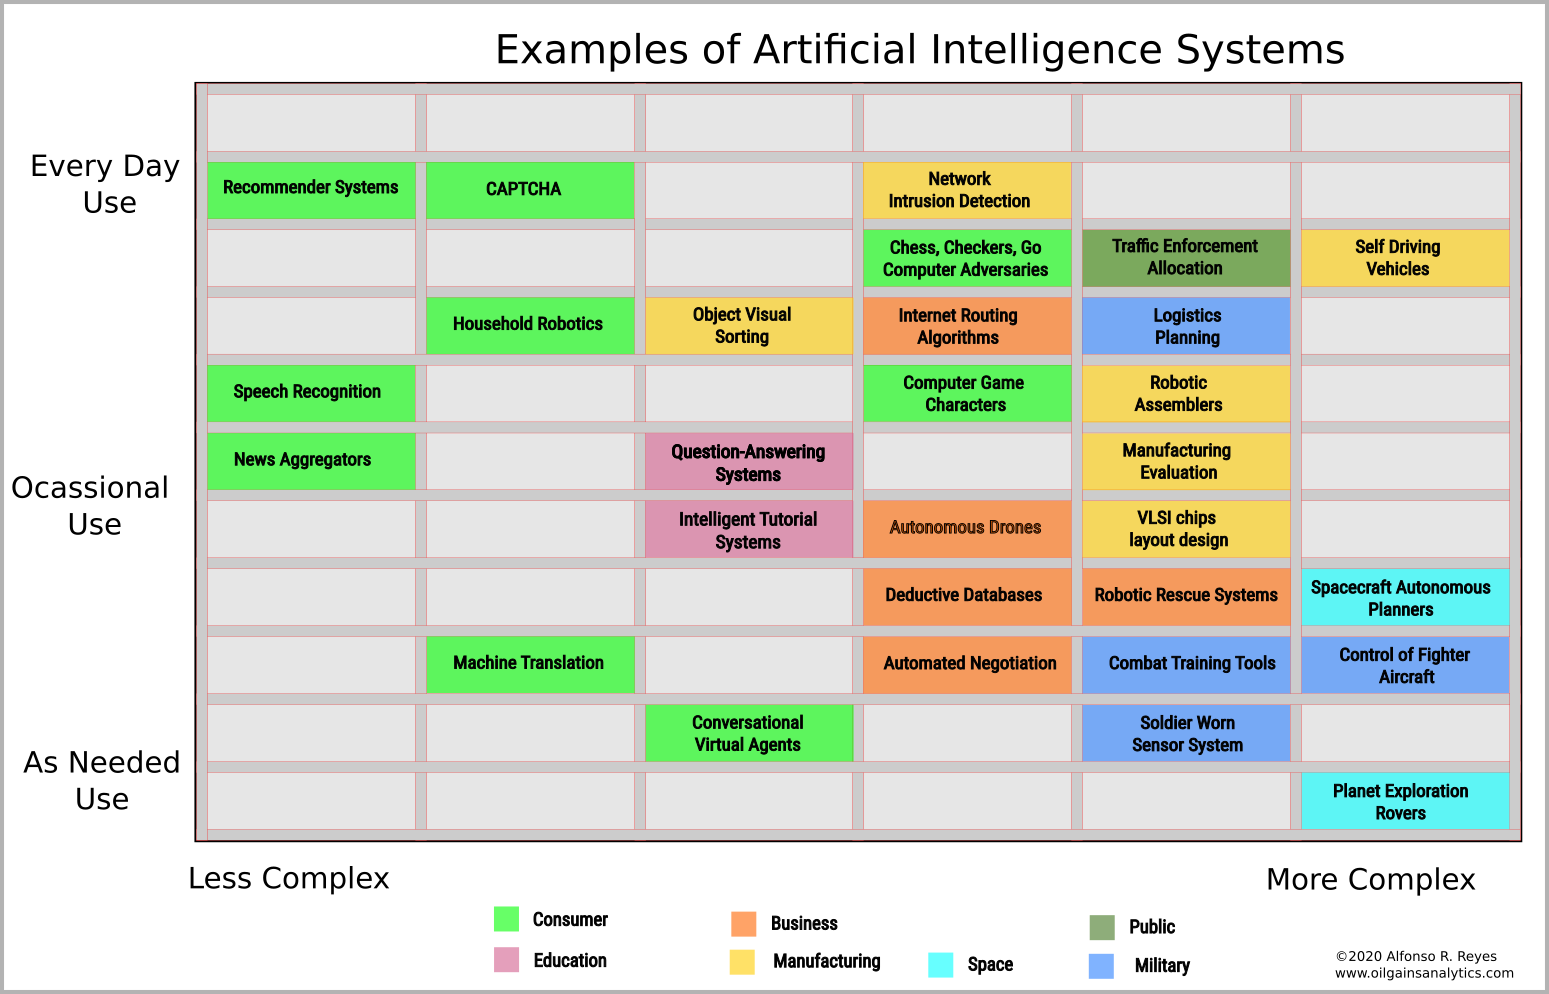 Examples of Artificial Intelligence Systems
Every Day
Use
Recommender Systems
CAPTCHA
Network
Intrusion Detection
Chess, Checkers, Go
Computer Adversaries
Traffic Enforcement
Allocation
Self Driving
Vehicles
Household Robotics
Object Visual
Sorting
Internet Routing
Algorithms
Logistics
Planning
Speech Recognition
Computer Game
Characters
Robotic
Assemblers
Ocassional
Use
News Aggregators
Question-Answering
Systems
Manufacturing
Evaluation
Intelligent Tutorial
Systems
Autonomous Drones
VLSI chips
layout design
Deductive Databases
Robotic Rescue Systems
Spacecraft Autonomous
Planners
Machine Translation
Automated Negotiation
Combat Training Tools
Control of Fighter
Aircraft
As Needed
Use
Conversational
Virtual Agents
Soldier Worn
Sensor System
Planet Exploration
Rovers
Less Complex
More Complex
Consumer
Business
Public
Education
Manufacturing
Space
Military
©2020 Alfonso R. Reyes
www.oilgainsanalytics.com